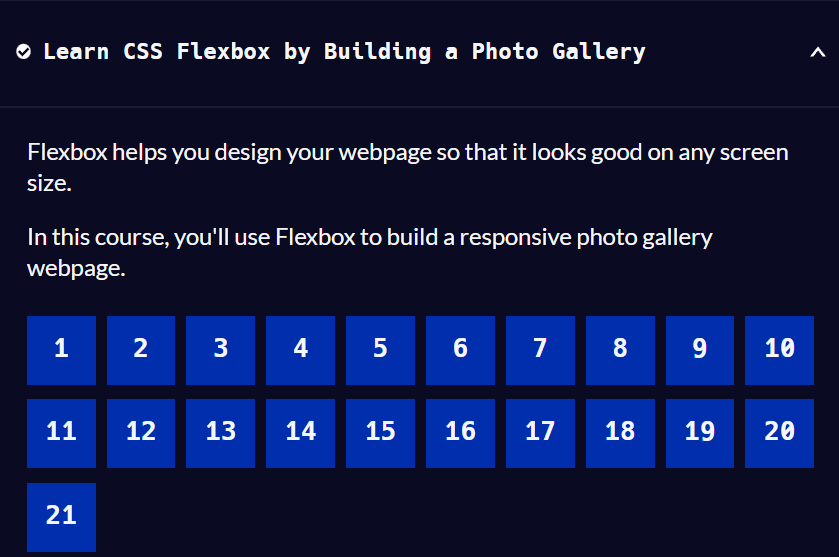 Learn CSS Flexbox by Building a Photo Gallery
Flexbox helps you design your webpage so that it looks good on any screen
size.
In this course, you'll use Flexbox to build a responsive photo gallery
webpage.
1 2 3 4 5 6 7 8 9 10
11 12 13 14 15 16 17 18 19 20
21